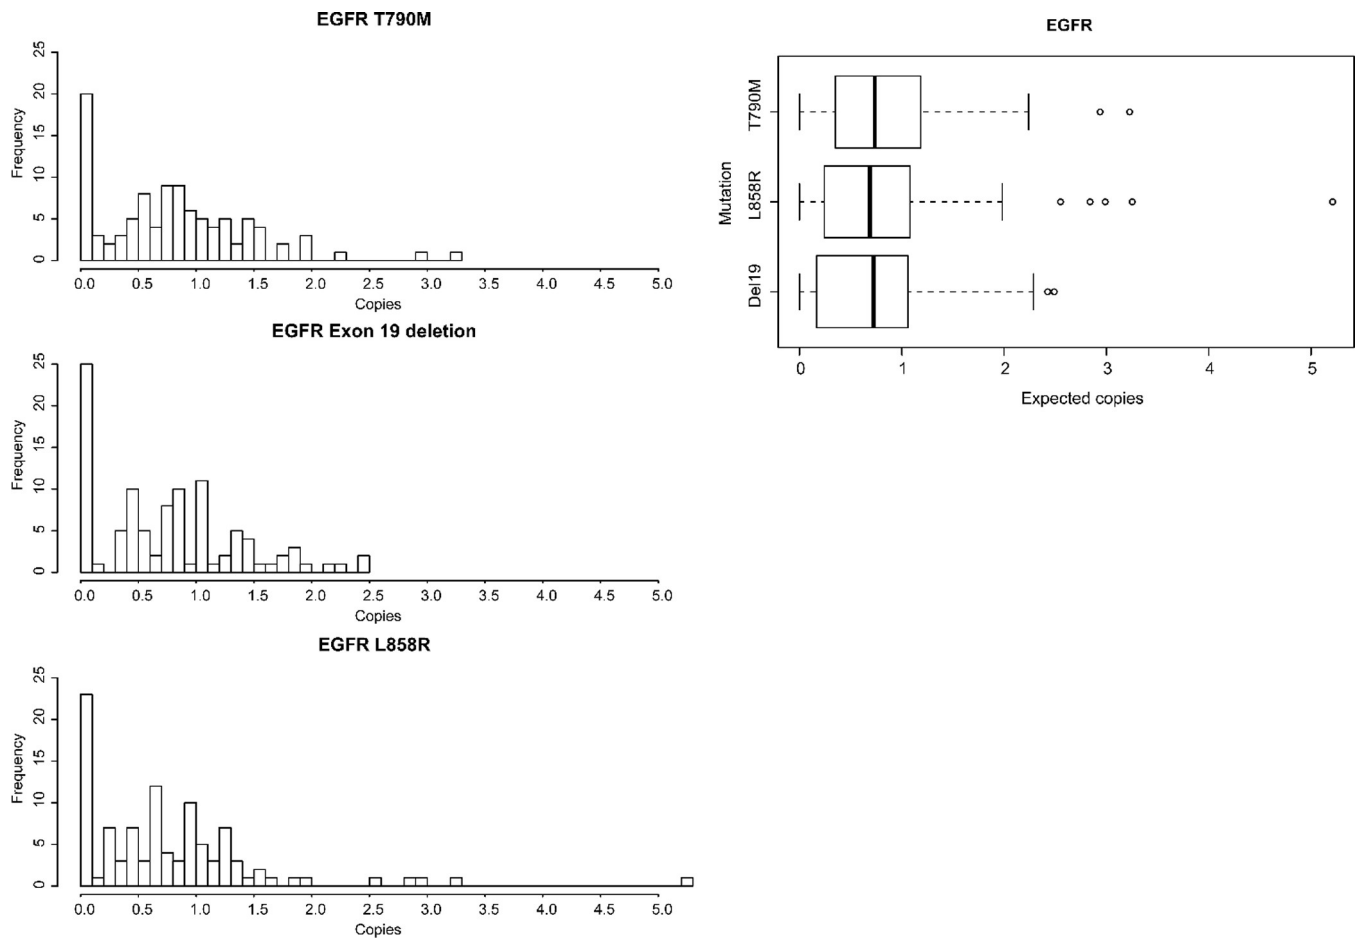 EGFR T790M
25
20
15
10
5
0
Frequency
0.0 0.5 1.0 1.5 2.0 2.5 3.0 3.5 4.0 4.5 5.0
Copies
EGFR Exon 19 deletion
25
20
15
10
5
0
Frequency
0.0 0.5 1.0 1.5 2.0 2.5 3.0 3.5 4.0 4.5 5.0
Copies
EGFR L858R
25
20
15
10
5
0
Frequency
0.0 0.5 1.0 1.5 2.0 2.5 3.0 3.5 4.0 4.5 5.0
Copies
EGFR
Mutation
T790M
L858R
Del19
0 1 2 3 4 5
Expected copies